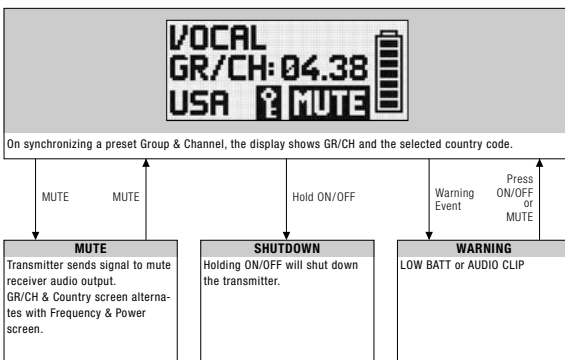 VOCAL
GR/CH: 04.38
USA MUTE
On synchronizing a preset Group & Channel, the display shows GR/CH and the selected country code.
MUTE
MUTE
Hold ON/OFF
Warning
Event
Press
ON/OFF
or
MUTE
MUTE
Transmitter sends signal to mute
receiver audio output.
GR/CH & Country screen alterna-
tes with Frequency & Power
screen.
SHUTDOWN
Holding ON/OFF will shut down
the transmitter.
WARNING
LOW BATT or AUDIO CLIP